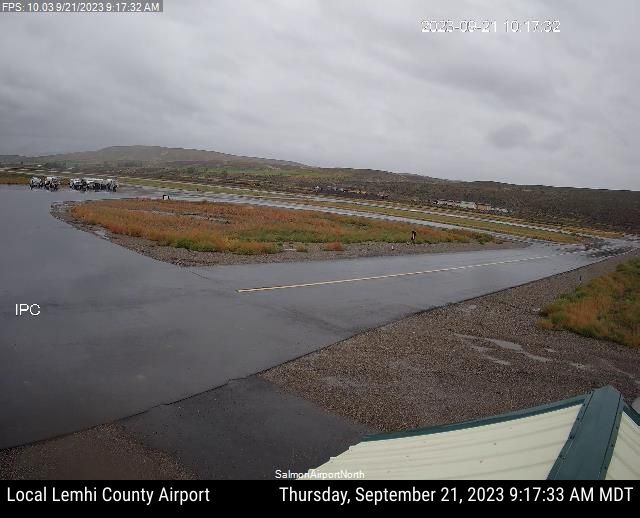 FPS: 10.03 9/21/2023 9:17:32 AM
2023-09-21 10:17:32
IPC
SalmonAirportNorth
Local Lemhi County Airport Thursday, September 21, 2023 9:17:33 AM MDT